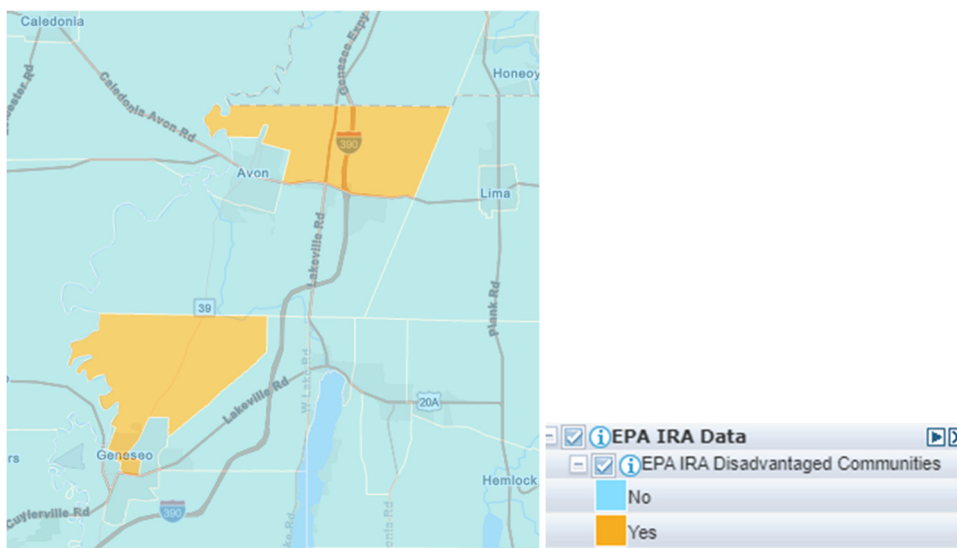 Caledonia
Genesee Expy
Honeoy
Caledonia Avon Rd
390
Avon
Lima
Lakeville Rd
Plank Rd
39
Lakeville Rd
W Lake Rd
20A
Geneseo
rs
Hemlock
390
Cuylerville Rd
EPA IRA Data
EPA IRA Disadvantaged Communities
No
Yes